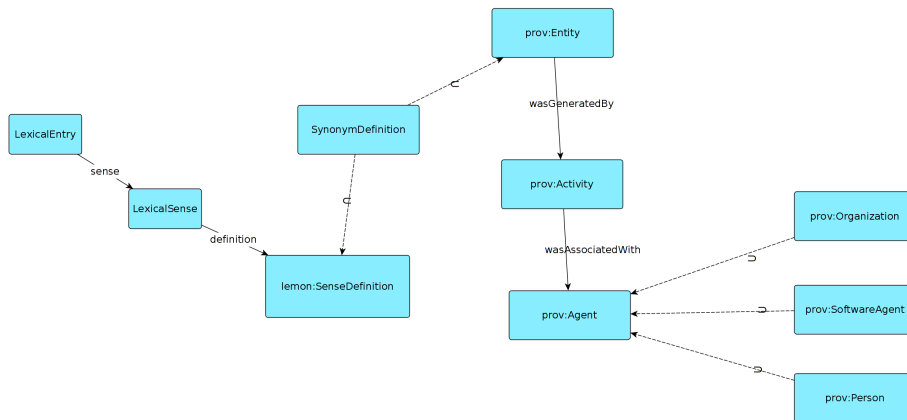 prov:Entity
wasGeneratedBy
SynonymDefinition
LexicalEntry
sense
prov:Activity
LexicalSense
prov:Organization
definition
wasAssociatedWith
lemon:SenseDefinition
prov:SoftwareAgent
prov:Agent
prov:Person